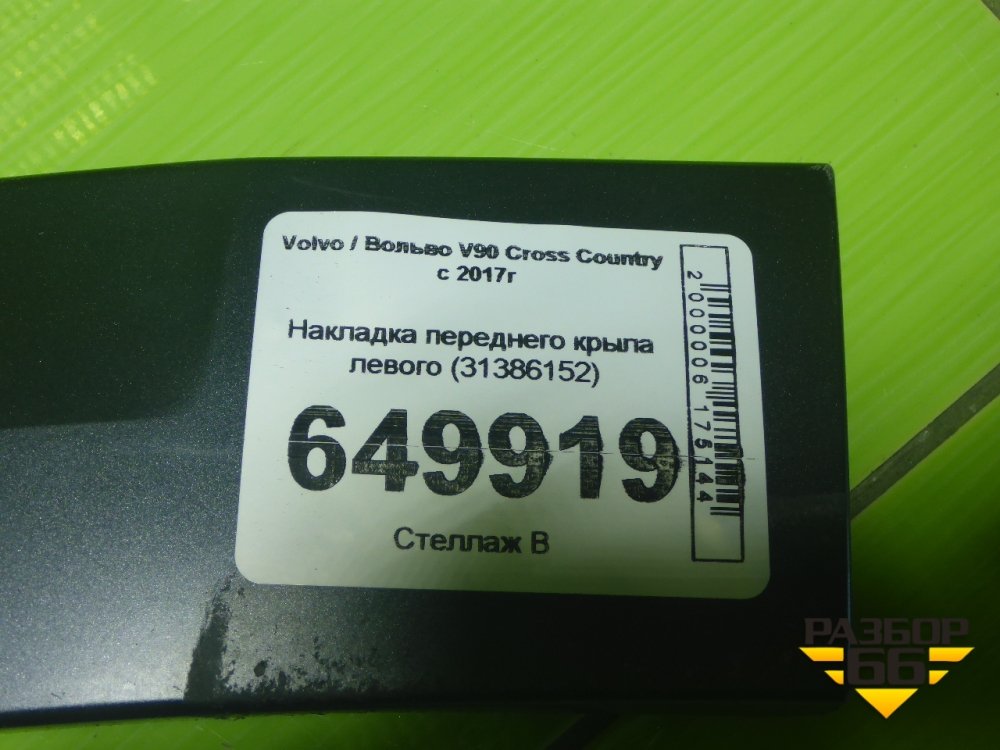 Volvo / Вольво V90 Cross Country
с 2017г
Накладка переднего крыла
левого (31386152)
649919
Стеллаж В
2000006175144
РАЗБОР
66